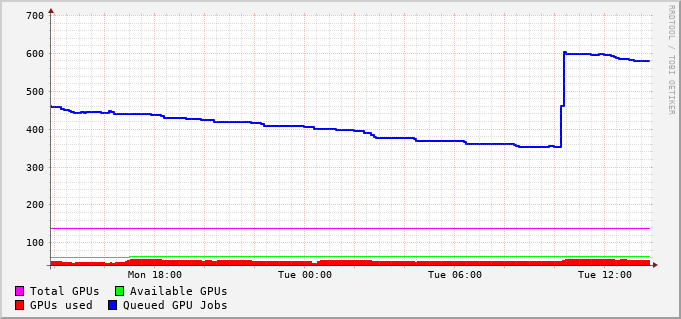 700
600
500
400
300
200
100
Mon 18:00 Tue 00:00 Tue 06:00 Tue 12:00
Total GPUs Available GPUs
GPUs used Queued GPU Jobs
RRDTOOL / TOBI OETIKER